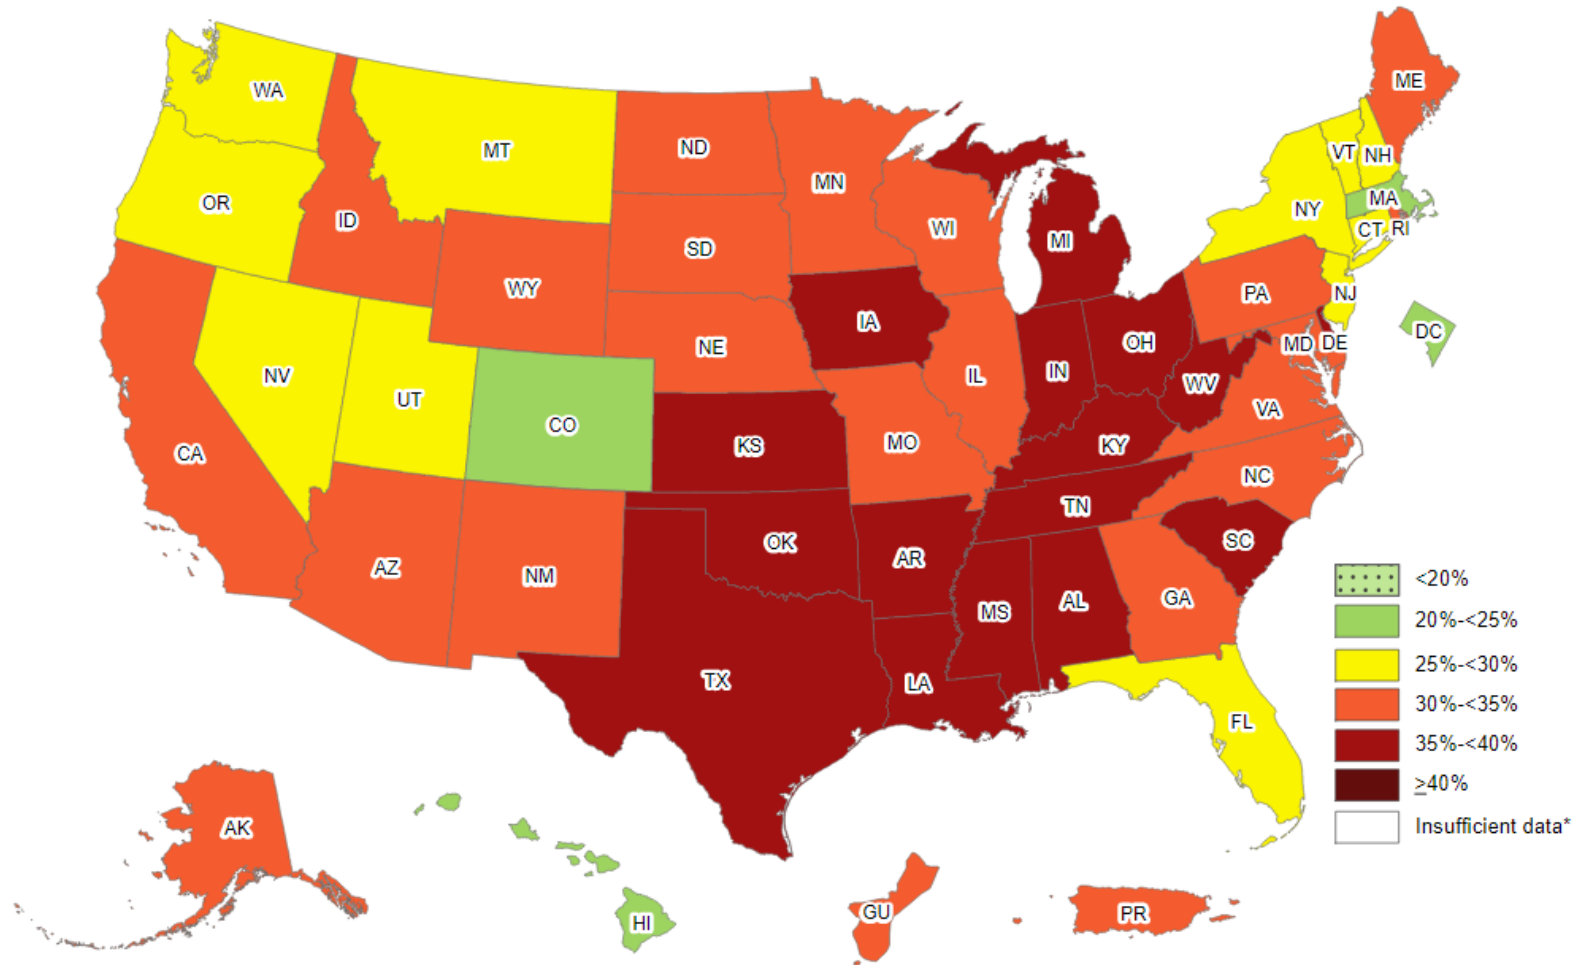 ME
WA
MT
ND
VT
NH
MN
MA
OR
NY
ID
WI
CT
RI
MI
SD
WY
PA
NJ
IA
DC
OH
MD
DE
NE
IN
NV
IL
WV
UT
VA
CO
CA
MO
KS
KY
NC
TN
SC
OK
AR
AZ
NM
GA
AL
MS
TX
LA
FL
AK
GU
PR
HI
<20%
20%-<25%
25%-<30%
30%-<35%
35%-<40%
≥40%
Insufficient data*